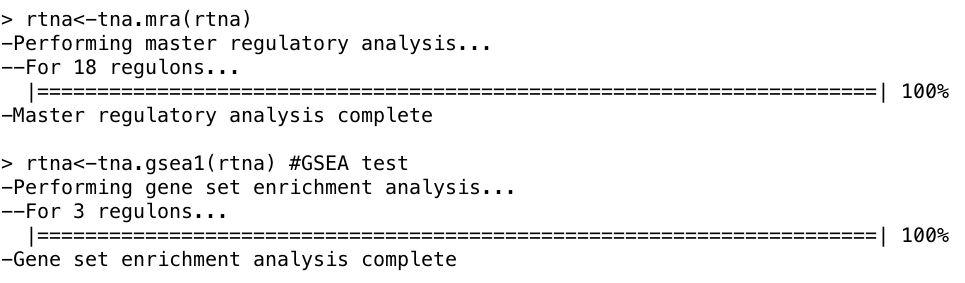 > rtna<-tna.mra(rtna)
-Performing master regulatory analysis...
--For 18 regulons...
  |======================================================================| 100%
-Master regulatory analysis complete
> rtna<-tna.gsea1(rtna) #GSEA test
-Performing gene set enrichment analysis...
--For 3 regulons...
  |======================================================================| 100%
-Gene set enrichment analysis complete